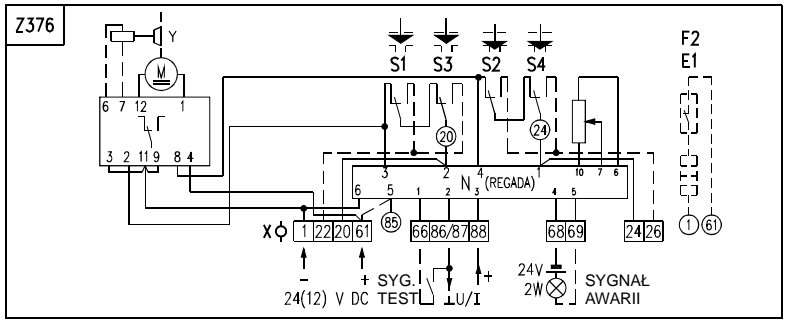 Z376
Y
M
S1 S3 S2 S4
F2
E1
6 7 12 1
20 24
3 2 11 9 8 4
3 2 4 1 10 7 6
N (REGADA)
6 5 1 2 3 4 5
85
1 61
X 1 22 20 61 66 86/87 88 68 69 24 26
− + SYG. + 24V SYGNAŁ
24(12) V DC TEST ⊥U/I 2W AWARII